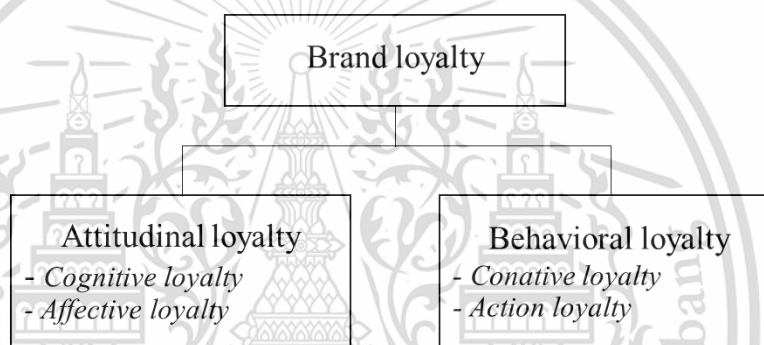 Brand loyalty
Attitudinal loyalty
- Cognitive loyalty
- Affective loyalty
Behavioral loyalty
- Conative loyalty
- Action loyalty